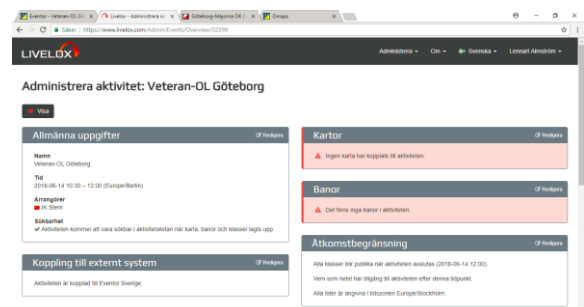 Eventor - Veteran-OL Gö
Livelox - Administrera ak
Göteborg-Majorna OK |
Omaps
Säker | https://www.livelox.com/Admin/Events/Overview/32399
LIVELOX
Administrera
Om
Svenska
Lennart Almström
Administrera aktivitet: Veteran-OL Göteborg
Visa
Allmänna uppgifter
Redigera
Namn
Veteran-OL Göteborg
Tid
2018-06-14 10:30 – 12:00 (Europe/Berlin)
Arrangörer
IK Stern
Sökbarhet
Aktiviteten kommer att vara sökbar i aktivitetslistan när karta, banor och klasser lagts upp.
Koppling till externt system
Redigera
Aktiviteten är kopplad till Eventor Sverige.
Kartor
Redigera
Ingen karta har kopplats till aktiviteten.
Banor
Redigera
Det finns inga banor i aktiviteten.
Åtkomstbegränsning
Redigera
Alla klasser blir publika när aktiviteten avslutas (2018-06-14 12:00).
Vem som helst har tillgång till aktiviteten efter denna tidpunkt.
Alla tider är angivna i tidszonen Europe/Stockholm.